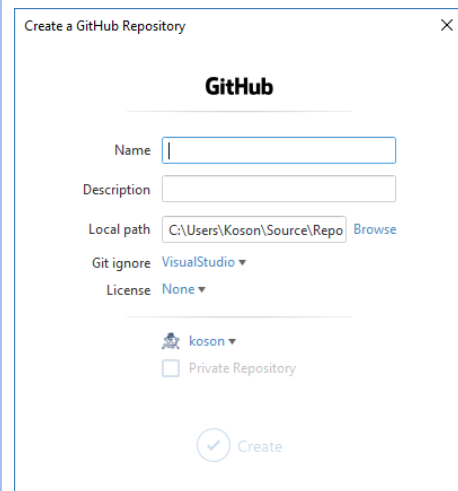 Create a GitHub Repository
GitHub
Name
Description
Local path C:\Users\Koson\Source\Repo Browse
Git ignore VisualStudio
License None
koson
Private Repository
Create